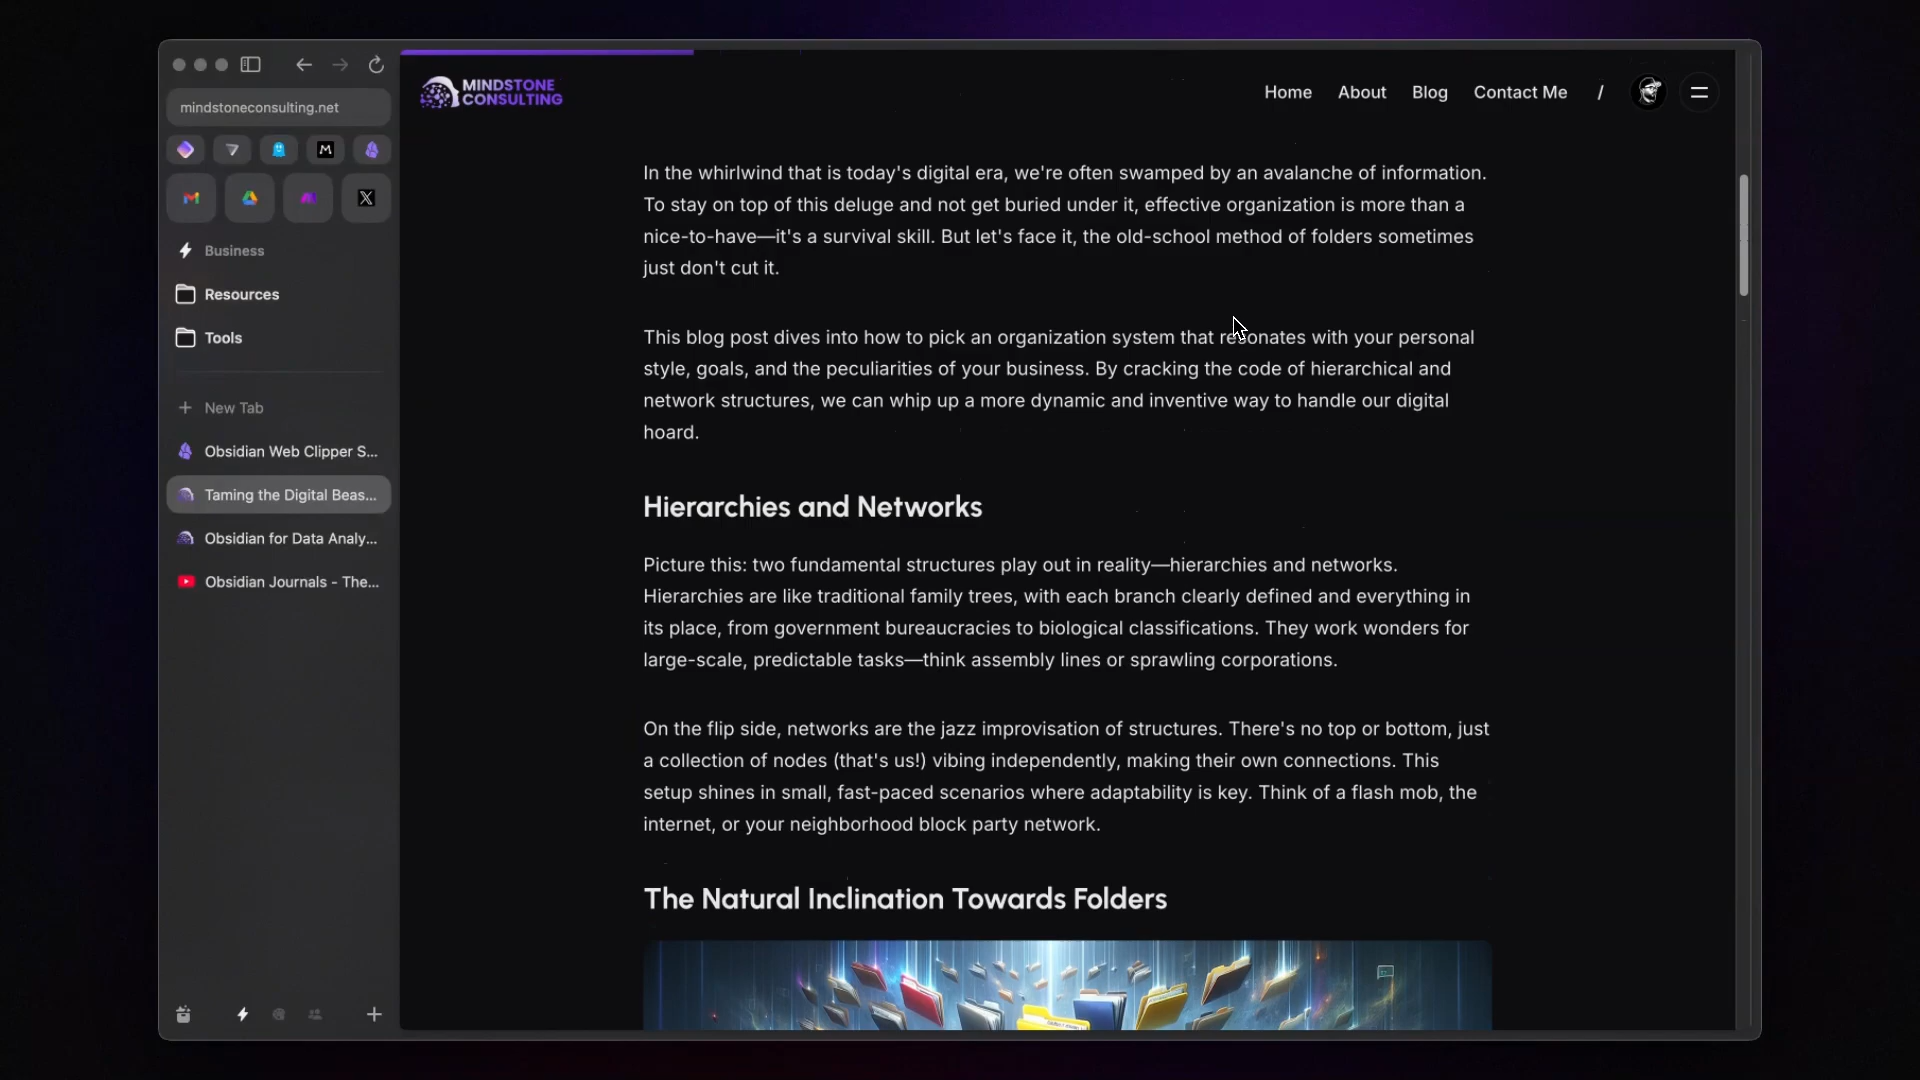 mindstoneconsulting.net
Business
Resources
Tools
New Tab
Obsidian Web Clipper S...
Taming the Digital Beas...
Obsidian for Data Analy...
Obsidian Journals - The...
MINDSTONE
CONSULTING
Home
About
Blog
Contact Me
/
In the whirlwind that is today's digital era, we're often swamped by an avalanche of information.
To stay on top of this deluge and not get buried under it, effective organization is more than a
nice-to-have—it's a survival skill. But let's face it, the old-school method of folders sometimes
just don't cut it.
This blog post dives into how to pick an organization system that resonates with your personal
style, goals, and the peculiarities of your business. By cracking the code of hierarchical and
network structures, we can whip up a more dynamic and inventive way to handle our digital
hoard.
Hierarchies and Networks
Picture this: two fundamental structures play out in reality—hierarchies and networks.
Hierarchies are like traditional family trees, with each branch clearly defined and everything in
its place, from government bureaucracies to biological classifications. They work wonders for
large-scale, predictable tasks—think assembly lines or sprawling corporations.
On the flip side, networks are the jazz improvisation of structures. There's no top or bottom, just
a collection of nodes (that's us!) vibing independently, making their own connections. This
setup shines in small, fast-paced scenarios where adaptability is key. Think of a flash mob, the
internet, or your neighborhood block party network.
The Natural Inclination Towards Folders